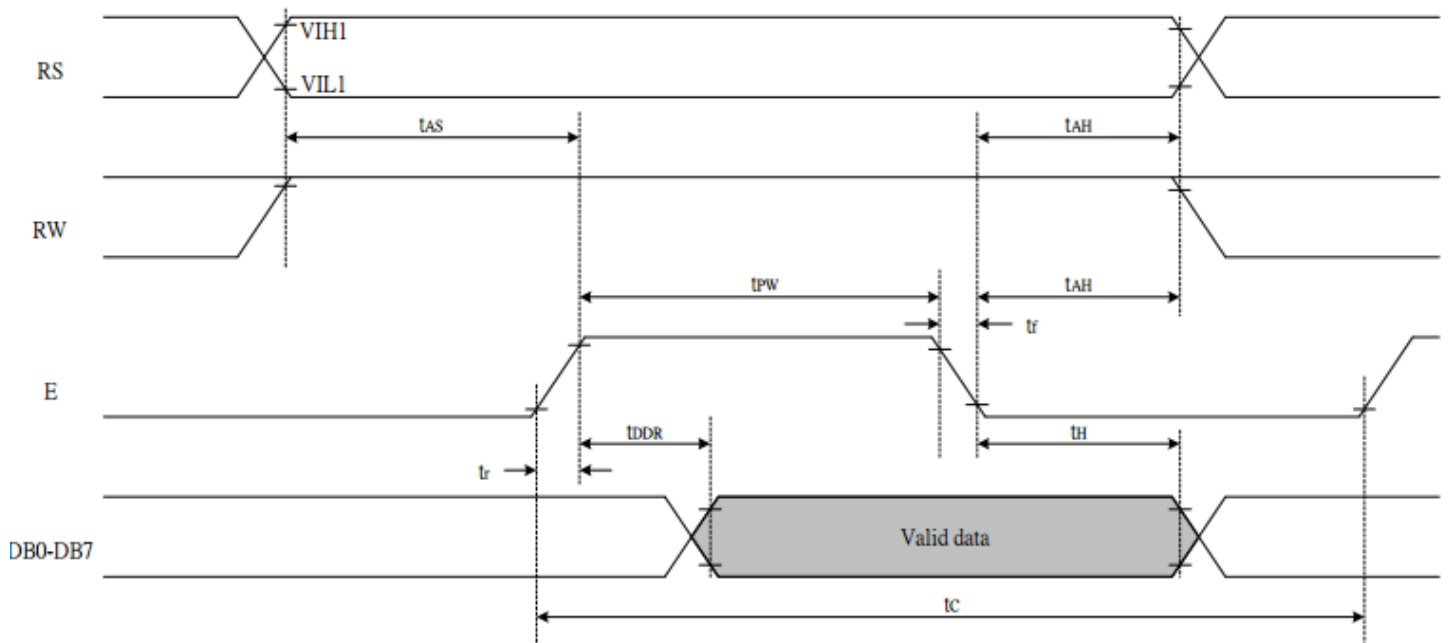 VIH1
RS
VIL1
tAS
tAH
RW
tPW
tAH
tf
E
tDDR
tH
tr
Valid data
DB0-DB7
tC